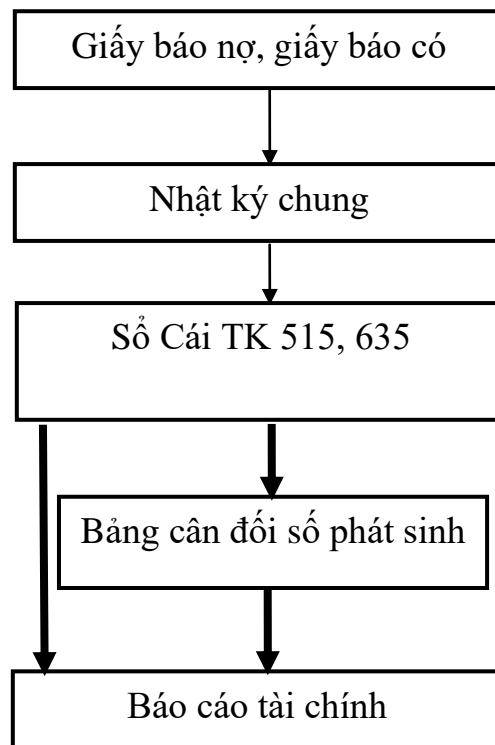 Giấy báo nợ, giấy báo có
Nhật ký chung
Sổ Cái TK 515, 635
Bảng cân đối số phát sinh
Báo cáo tài chính